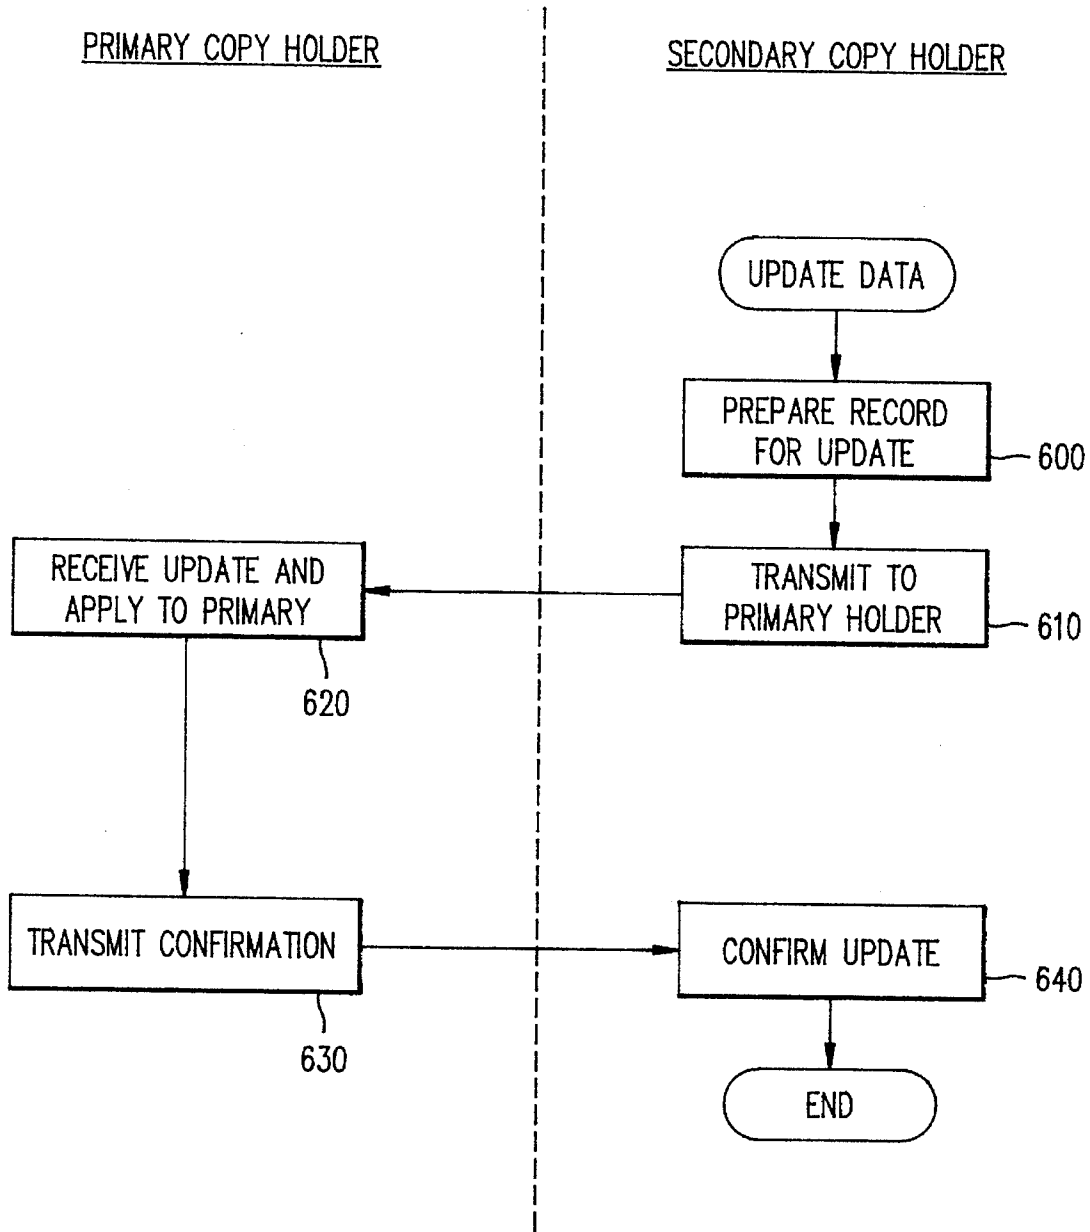 PRIMARY COPY HOLDER
SECONDARY COPY HOLDER
UPDATE DATA
PREPARE RECORD
FOR UPDATE
600
TRANSMIT TO
PRIMARY HOLDER
610
RECEIVE UPDATE AND
APPLY TO PRIMARY
620
TRANSMIT CONFIRMATION
630
CONFIRM UPDATE
640
END